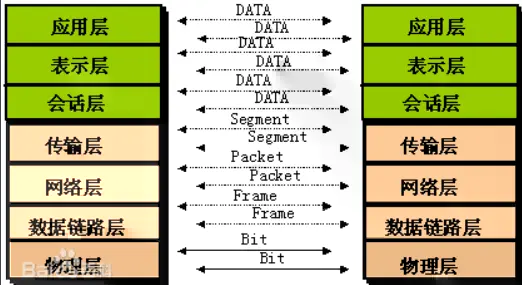 应用层 DATA 应用层
DATA
表示层 DATA 表示层
DATA
会话层 DATA 会话层
DATA
传输层 Segment 传输层
Segment
网络层 Packet 网络层
Packet
数据链路层 Frame 数据链路层
Frame
物理层 Bit 物理层
Bit